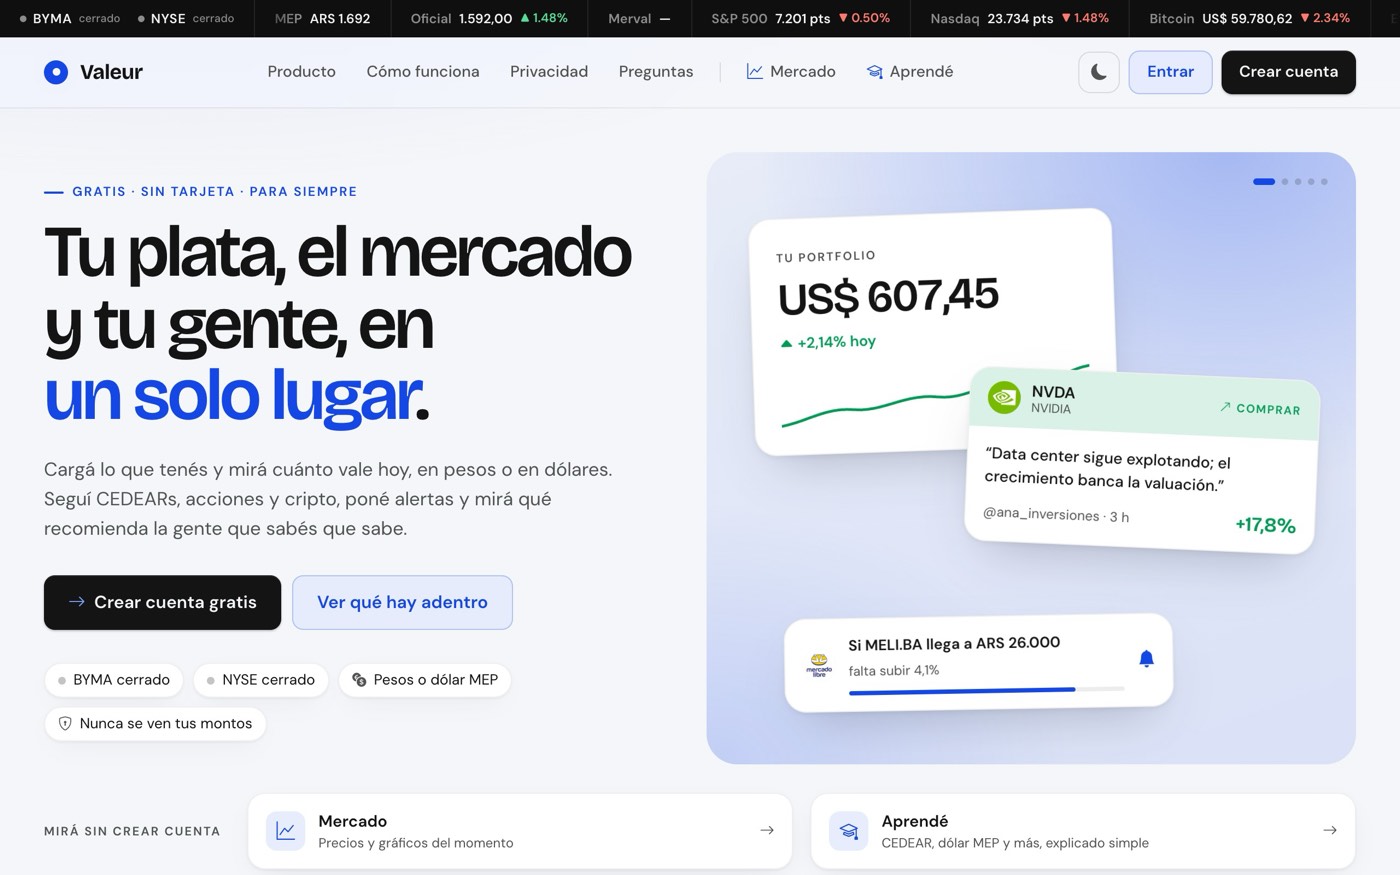 BYMA cerrado NYSE cerrado MEP ARS 1.692 Oficial 1.592,00 ▲ 1.48% Merval — S&P 500 7.201 pts ▼ 0.50% Nasdaq 23.734 pts ▼ 1.48% Bitcoin US$ 59.780,62 ▼ 2.34%
Valeur Producto Cómo funciona Privacidad Preguntas Mercado Aprendé Entrar Crear cuenta
GRATIS · SIN TARJETA · PARA SIEMPRE
Tu plata, el mercado
y tu gente, en
un solo lugar.
Cargá lo que tenés y mirá cuánto vale hoy, en pesos o en dólares.
Seguí CEDEARs, acciones y cripto, poné alertas y mirá qué
recomienda la gente que sabés que sabe.
→ Crear cuenta gratis Ver qué hay adentro
BYMA cerrado NYSE cerrado Pesos o dólar MEP
Nunca se ven tus montos
TU PORTFOLIO
US$ 607,45
▲ +2,14% hoy
NVDA
NVIDIA
↗ COMPRAR
“Data center sigue explotando; el
crecimiento banca la valuación.”
@ana_inversiones · 3 h
+17,8%
mercado
libre
Si MELI.BA llega a ARS 26.000
falta subir 4,1%
MIRÁ SIN CREAR CUENTA
Mercado
Precios y gráficos del momento
→
Aprendé
CEDEAR, dólar MEP y más, explicado simple
→